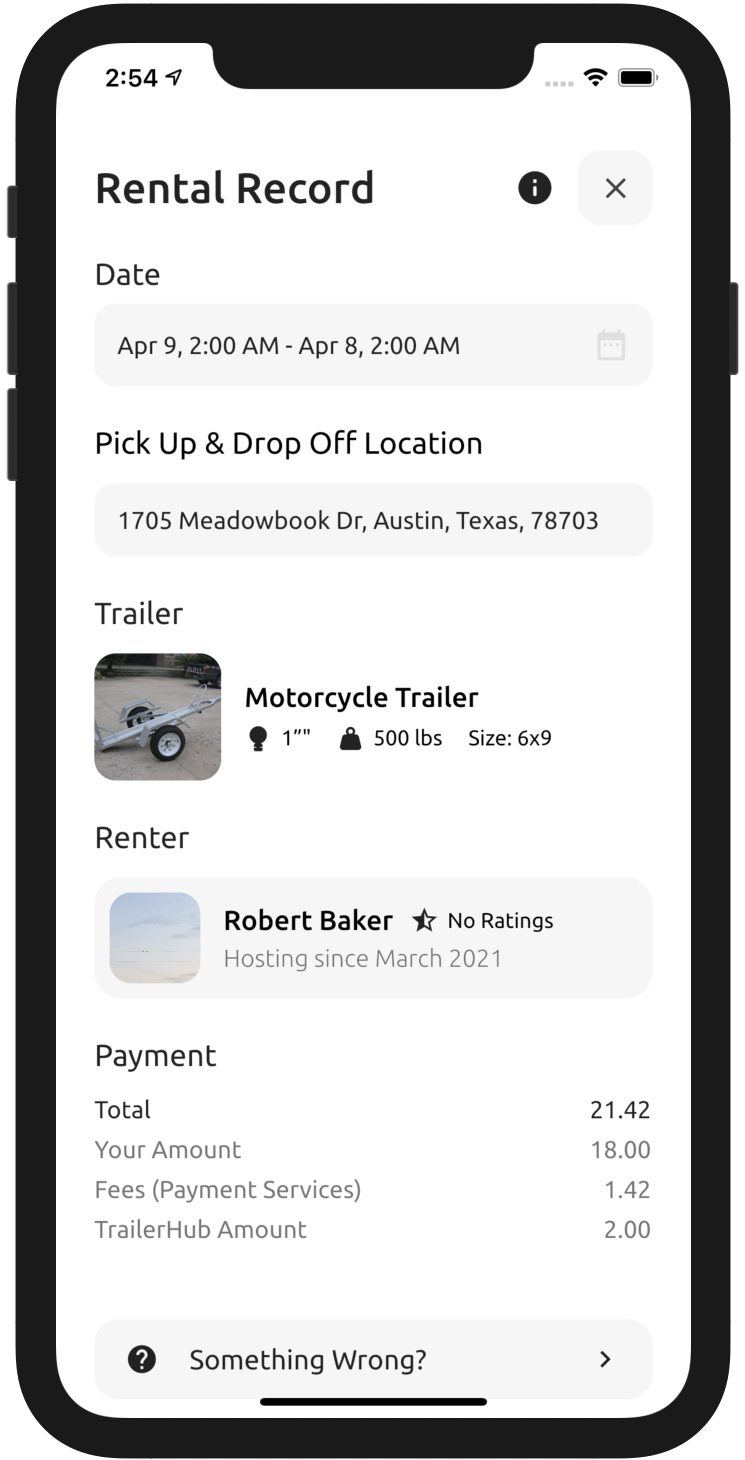 2:54
Rental Record
Date
Apr 9, 2:00 AM - Apr 8, 2:00 AM
Pick Up & Drop Off Location
1705 Meadowbook Dr, Austin, Texas, 78703
Trailer
Motorcycle Trailer
1”" 500 lbs Size: 6x9
Renter
Robert Baker No Ratings
Hosting since March 2021
Payment
Total 21.42
Your Amount 18.00
Fees (Payment Services) 1.42
TrailerHub Amount 2.00
Something Wrong?